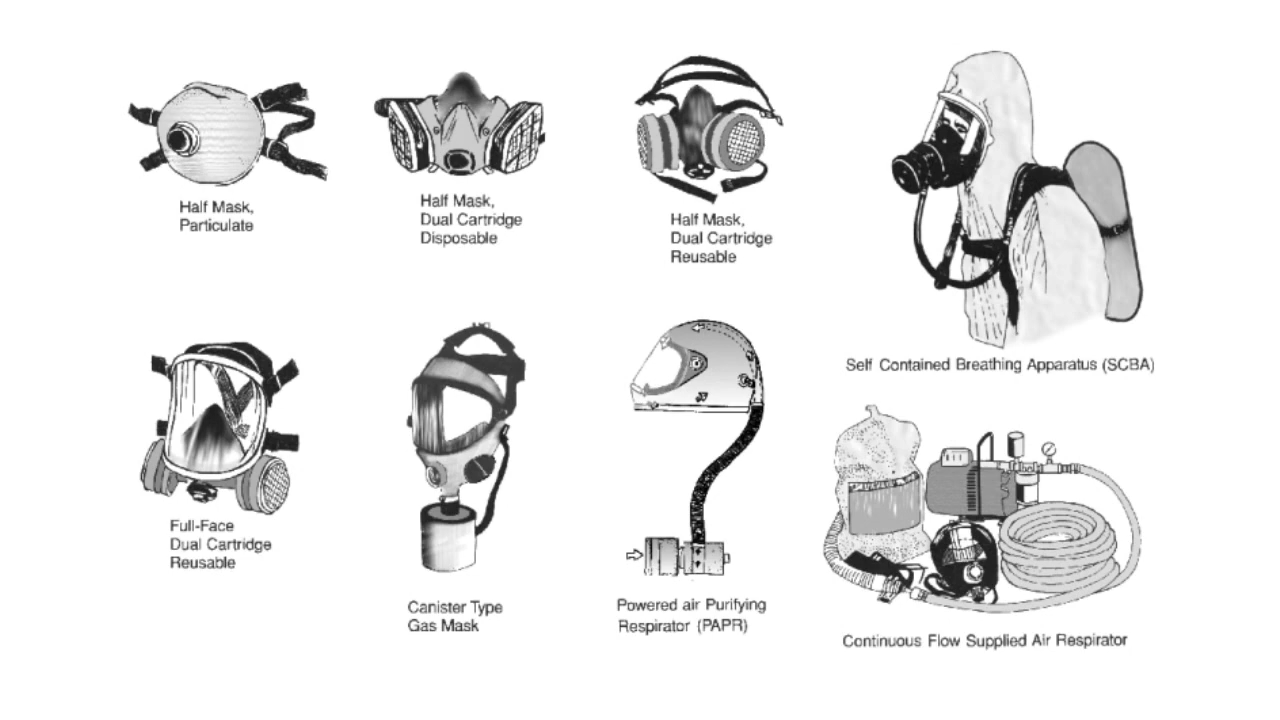 Half Mask,
Particulate
Half Mask,
Dual Cartridge
Disposable
Half Mask,
Dual Cartridge
Reusable
Self Contained Breathing Apparatus (SCBA)
Full-Face
Dual Cartridge
Reusable
Canister Type
Gas Mask
Powered air Purifying
Respirator (PAPR)
Continuous Flow Supplied Air Respirator